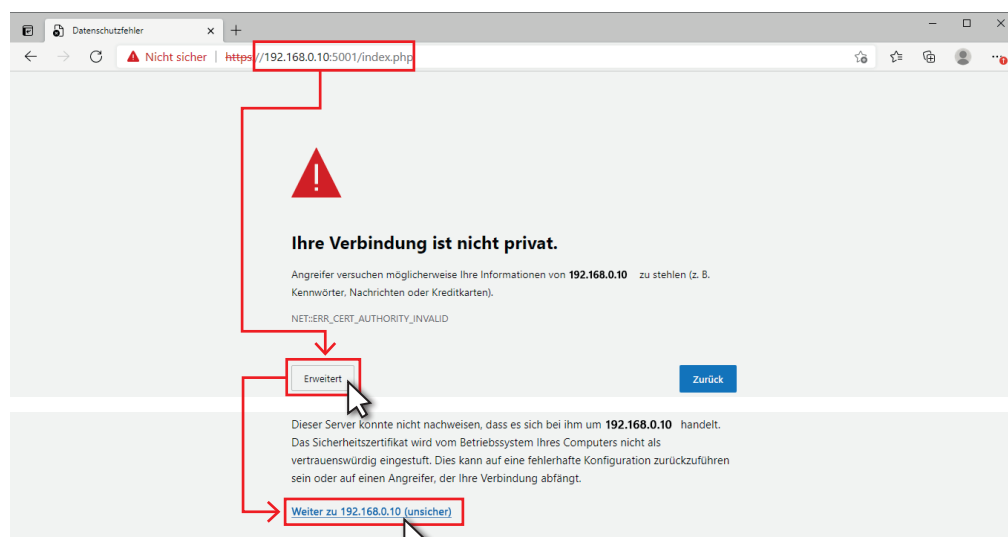 Datenschutzfehler
Nicht sicher https://192.168.0.10:5001/index.php
Ihre Verbindung ist nicht privat.
Angreifer versuchen möglicherweise Ihre Informationen von 192.168.0.10 zu stehlen (z. B.
Kennwörter, Nachrichten oder Kreditkarten).
NET::ERR_CERT_AUTHORITY_INVALID
Erweitert
Zurück
Dieser Server konnte nicht nachweisen, dass es sich bei ihm um 192.168.0.10 handelt.
Das Sicherheitszertifikat wird vom Betriebssystem Ihres Computers nicht als
vertrauenswürdig eingestuft. Dies kann auf eine fehlerhafte Konfiguration zurückzuführen
sein oder auf einen Angreifer, der Ihre Verbindung abfängt.
Weiter zu 192.168.0.10 (unsicher)